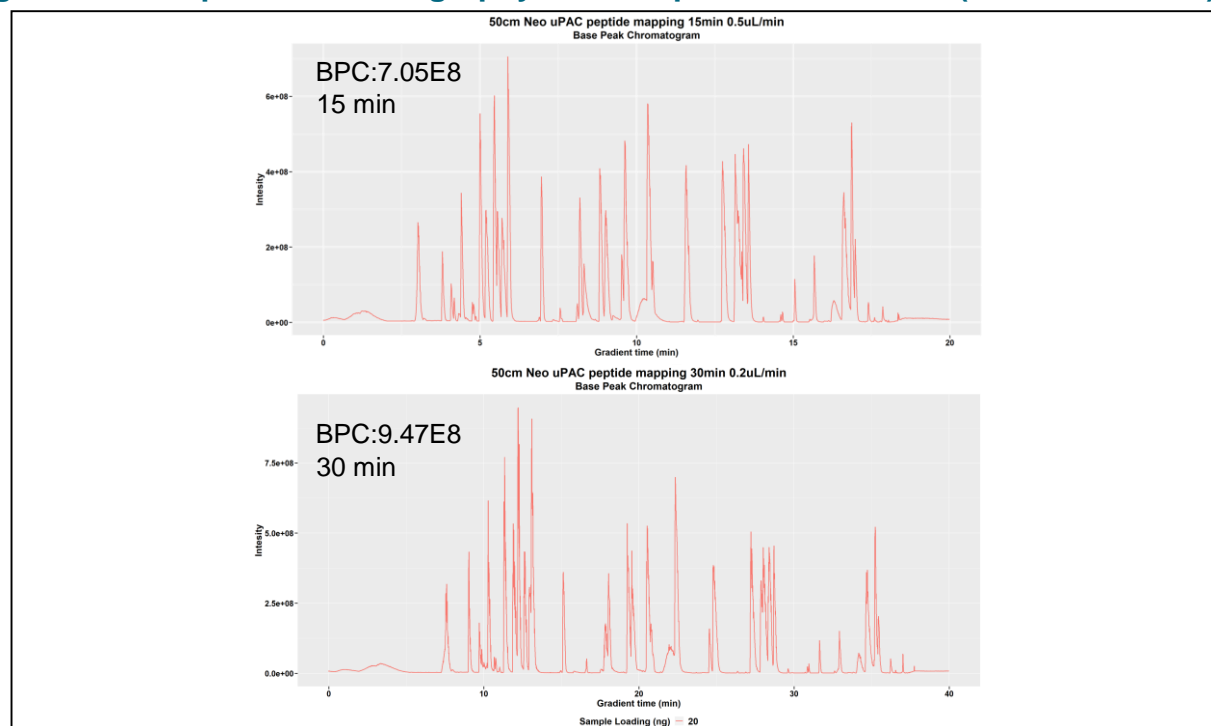 50cm Neo uPAC peptide mapping 15min 0.5uL/min
Base Peak Chromatogram
BPC:7.05E8
15 min
6e+08
4e+08
2e+08
0e+00
Intesity
0 5 10 15 20
Gradient time (min)
50cm Neo uPAC peptide mapping 30min 0.2uL/min
Base Peak Chromatogram
BPC:9.47E8
30 min
7.5e+08
5.0e+08
2.5e+08
0.0e+00
Intesity
0 10 20 30 40
Gradient time (min)
Sample Loading (ng) 20